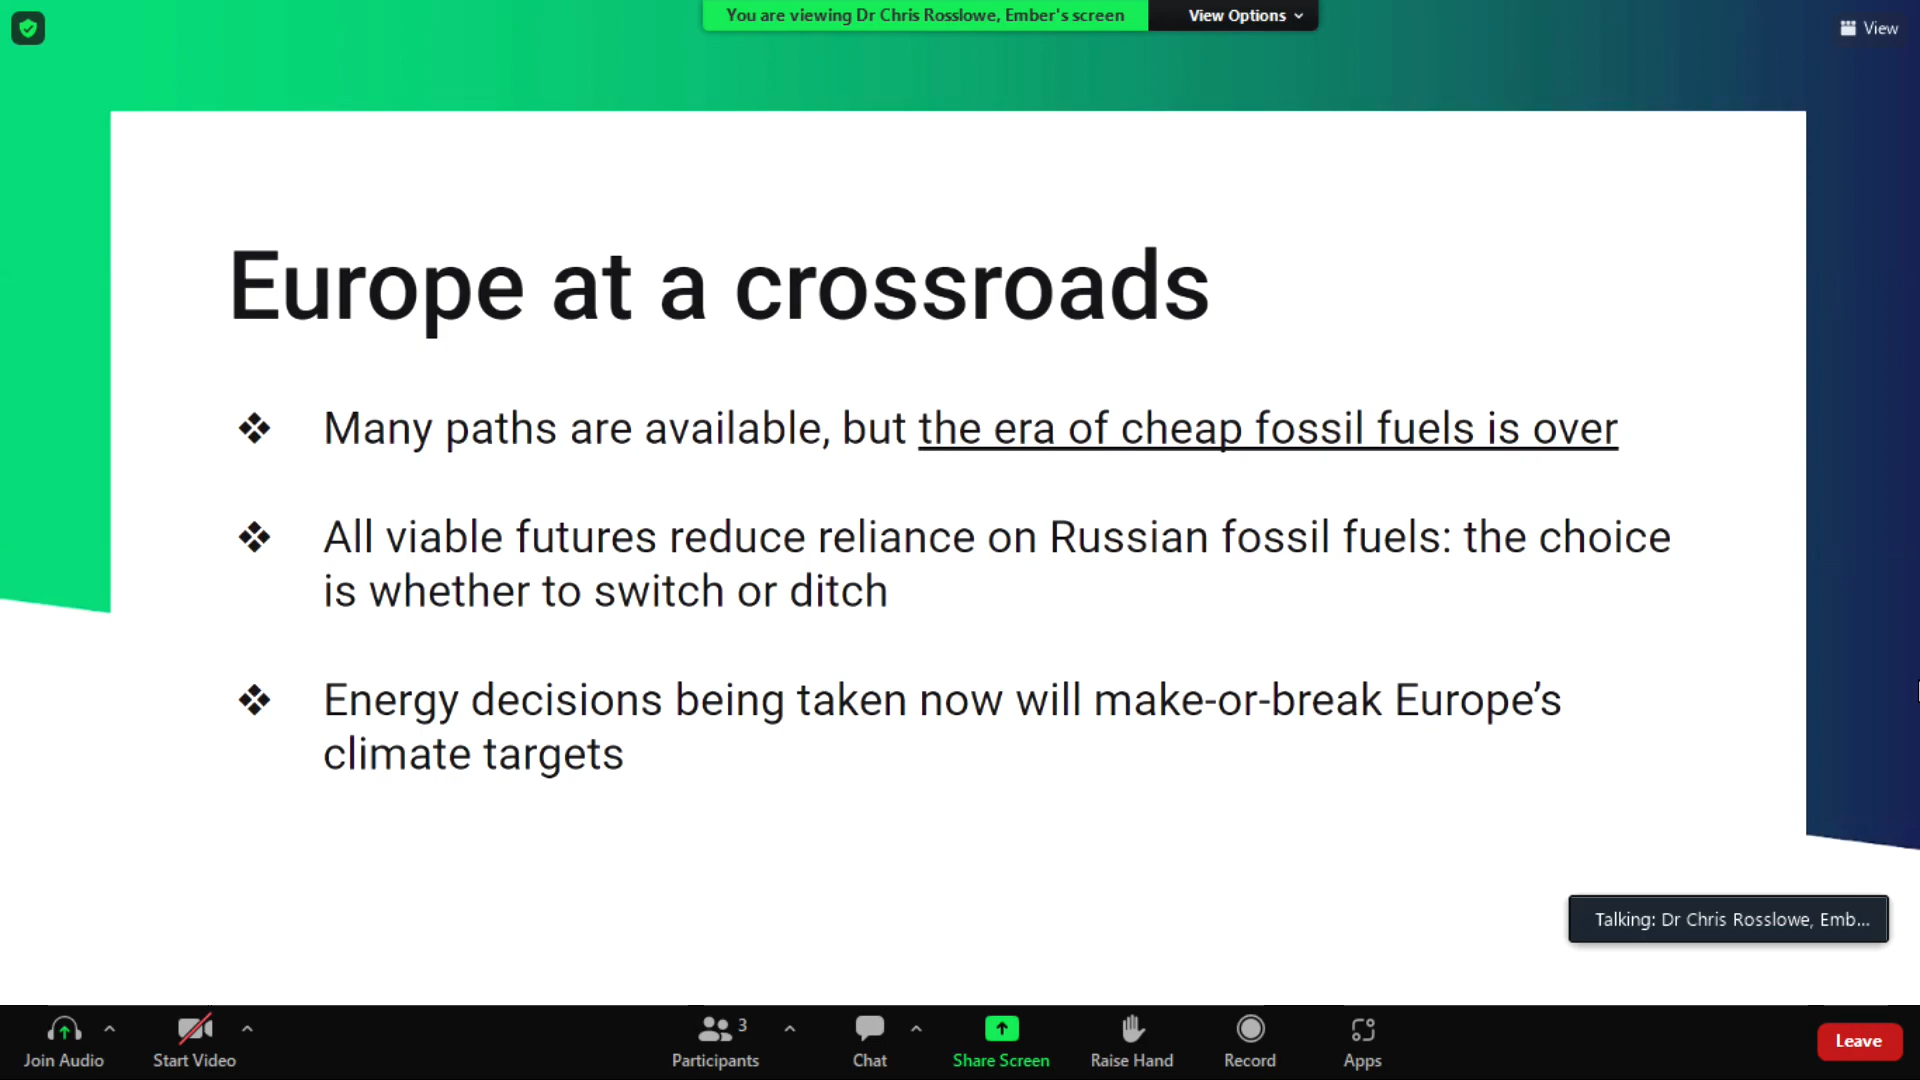 You are viewing Dr Chris Rosslowe, Ember's screen
View Options
View
Europe at a crossroads
❖ Many paths are available, but the era of cheap fossil fuels is over
❖ All viable futures reduce reliance on Russian fossil fuels: the choice
is whether to switch or ditch
❖ Energy decisions being taken now will make-or-break Europe’s
climate targets
Talking: Dr Chris Rosslowe, Emb...
3
Join Audio
Start Video
Participants
Chat
Share Screen
Raise Hand
Record
Apps
Leave